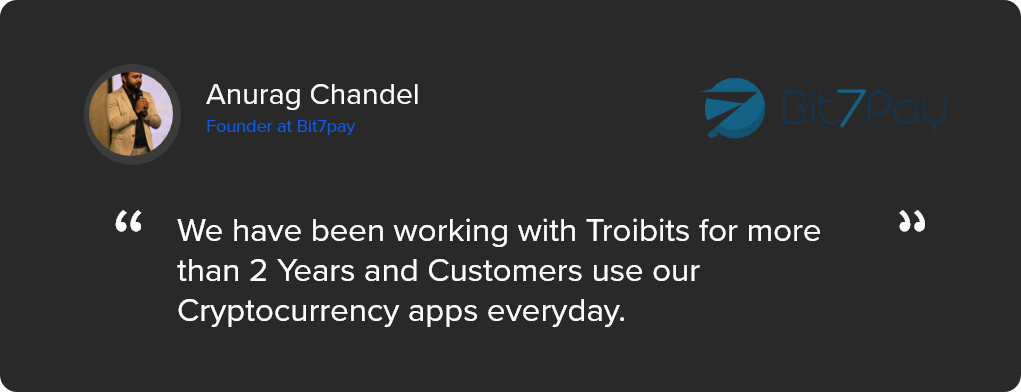 Anurag Chandel
Founder at Bit7pay
Bit7Pay
“ We have been working with Troibits for more ”
than 2 Years and Customers use our
Cryptocurrency apps everyday.